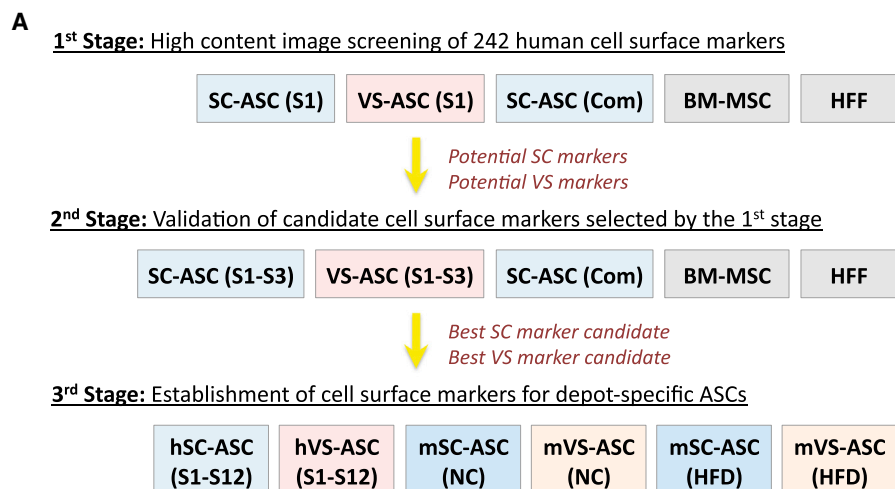 A
1st Stage: High content image screening of 242 human cell surface markers
SC-ASC (S1) VS-ASC (S1) SC-ASC (Com) BM-MSC HFF
Potential SC markers
Potential VS markers
2nd Stage: Validation of candidate cell surface markers selected by the 1st stage
SC-ASC (S1-S3) VS-ASC (S1-S3) SC-ASC (Com) BM-MSC HFF
Best SC marker candidate
Best VS marker candidate
3rd Stage: Establishment of cell surface markers for depot-specific ASCs
hSC-ASC hVS-ASC mSC-ASC mVS-ASC mSC-ASC mVS-ASC
(S1-S12) (S1-S12) (NC) (NC) (HFD) (HFD)